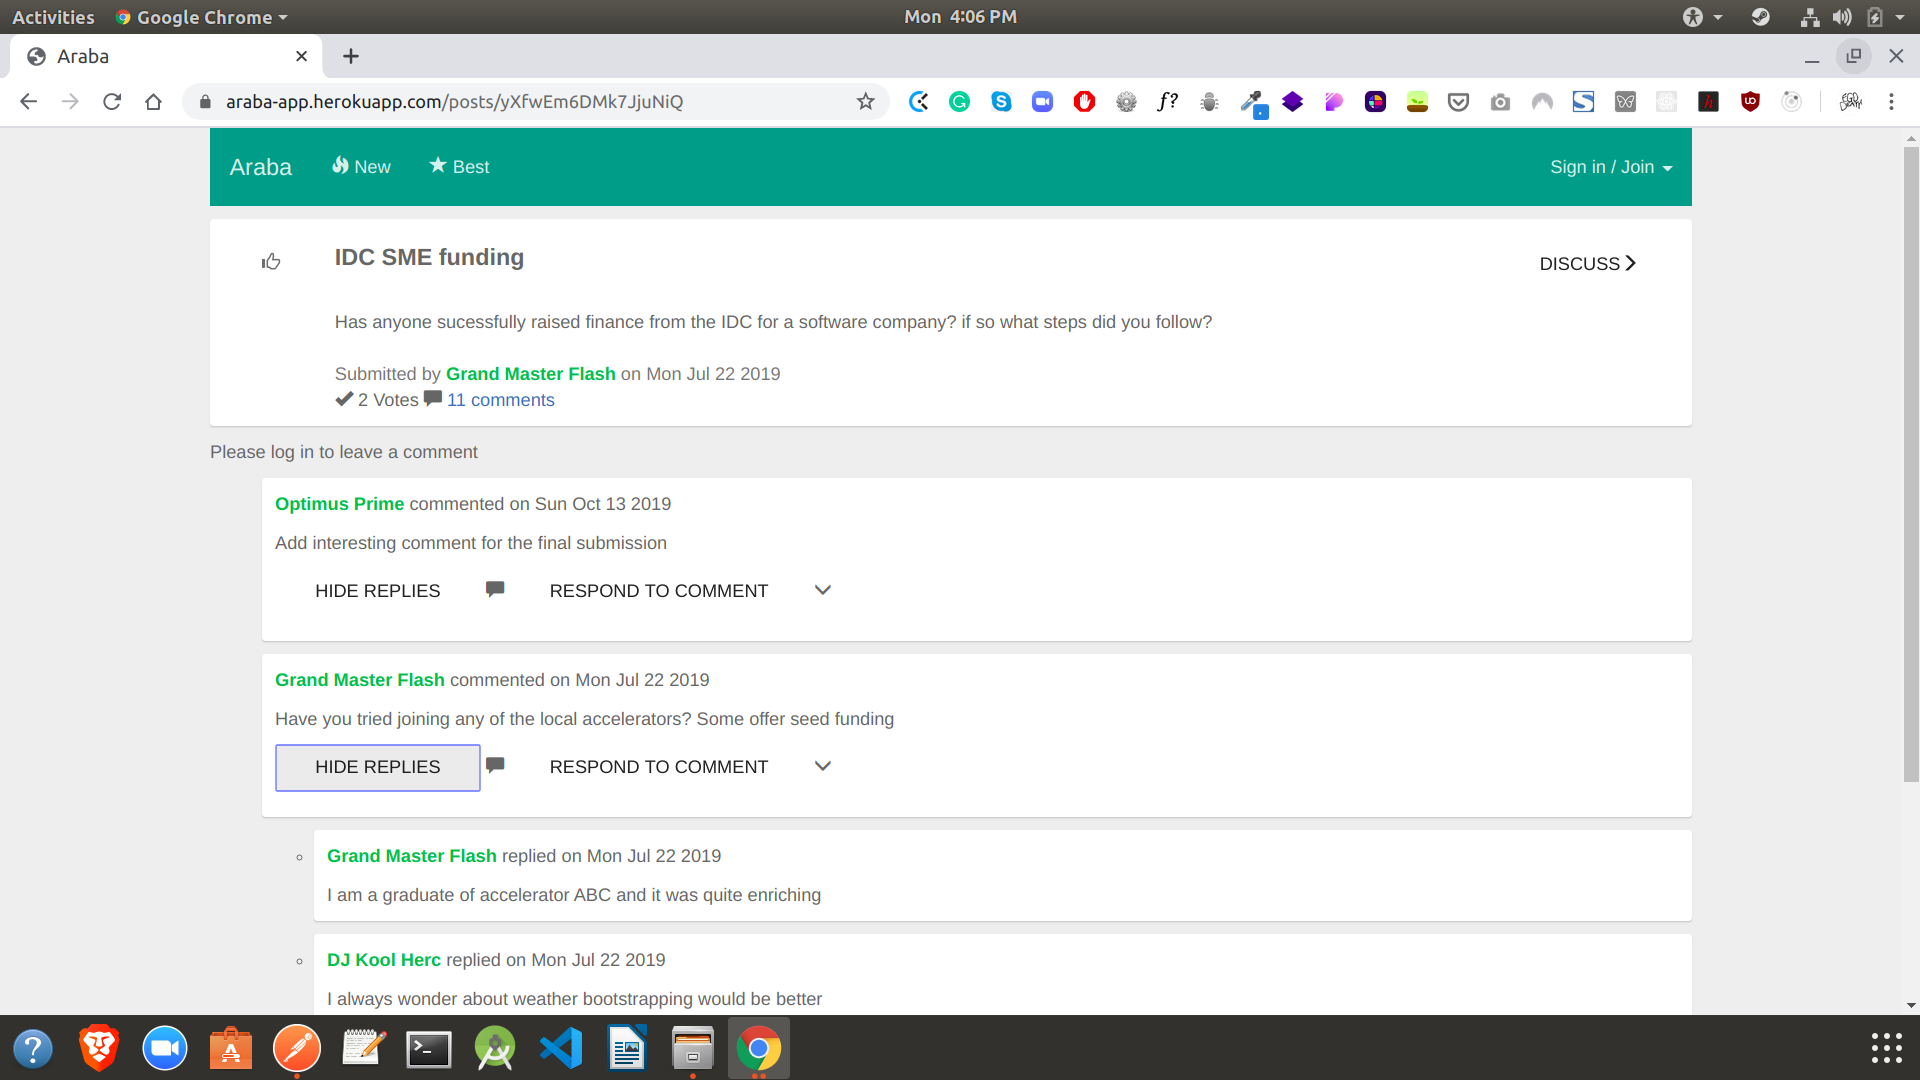 Activities Google Chrome Mon 4:06 PM
Araba
araba-app.herokuapp.com/posts/yXfwEm6DMk7JjuNiQ
Araba New Best Sign in / Join
IDC SME funding
DISCUSS
Has anyone sucessfully raised finance from the IDC for a software company? if so what steps did you follow?
Submitted by Grand Master Flash on Mon Jul 22 2019
2 Votes 11 comments
Please log in to leave a comment
Optimus Prime commented on Sun Oct 13 2019
Add interesting comment for the final submission
HIDE REPLIES RESPOND TO COMMENT
Grand Master Flash commented on Mon Jul 22 2019
Have you tried joining any of the local accelerators? Some offer seed funding
HIDE REPLIES RESPOND TO COMMENT
Grand Master Flash replied on Mon Jul 22 2019
I am a graduate of accelerator ABC and it was quite enriching
DJ Kool Herc replied on Mon Jul 22 2019
I always wonder about weather bootstrapping would be better